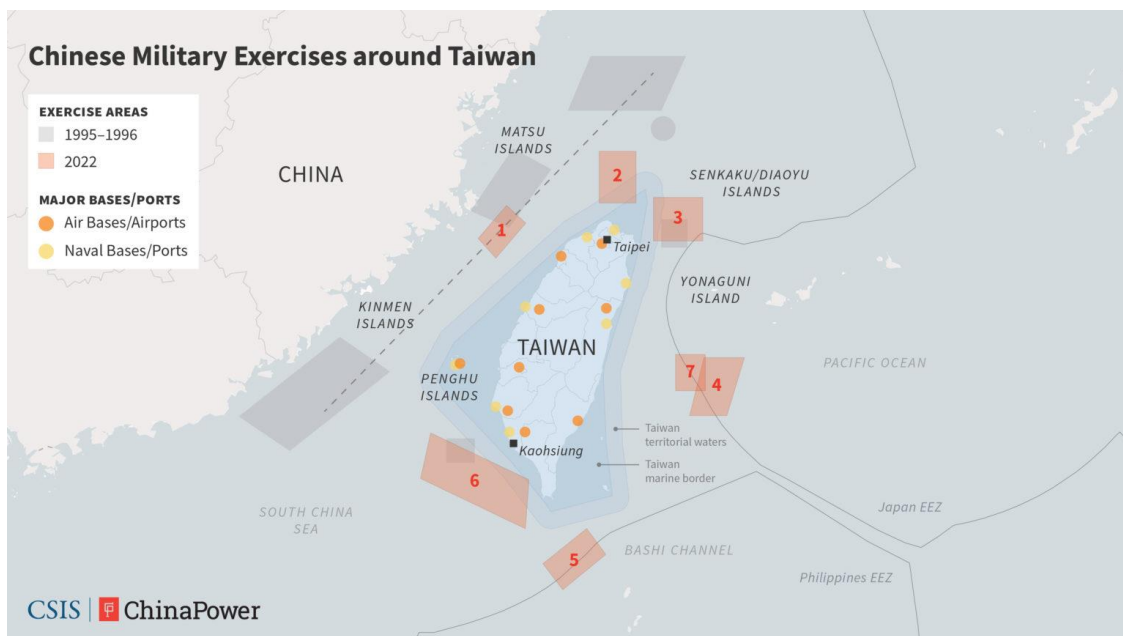 Chinese Military Exercises around Taiwan
EXERCISE AREAS
1995–1996
2022
MAJOR BASES/PORTS
Air Bases/Airports
Naval Bases/Ports
CHINA
MATSU
ISLANDS
2
SENKAKU/DIAOYU
ISLANDS
3
1
Taipei
YONAGUNI
ISLAND
KINMEN
ISLANDS
TAIWAN
PACIFIC OCEAN
7
4
PENGHU
ISLANDS
Taiwan
territorial waters
Kaohsiung
Taiwan
marine border
6
SOUTH CHINA
SEA
Japan EEZ
BASHI CHANNEL
5
Philippines EEZ
CSIS
ChinaPower